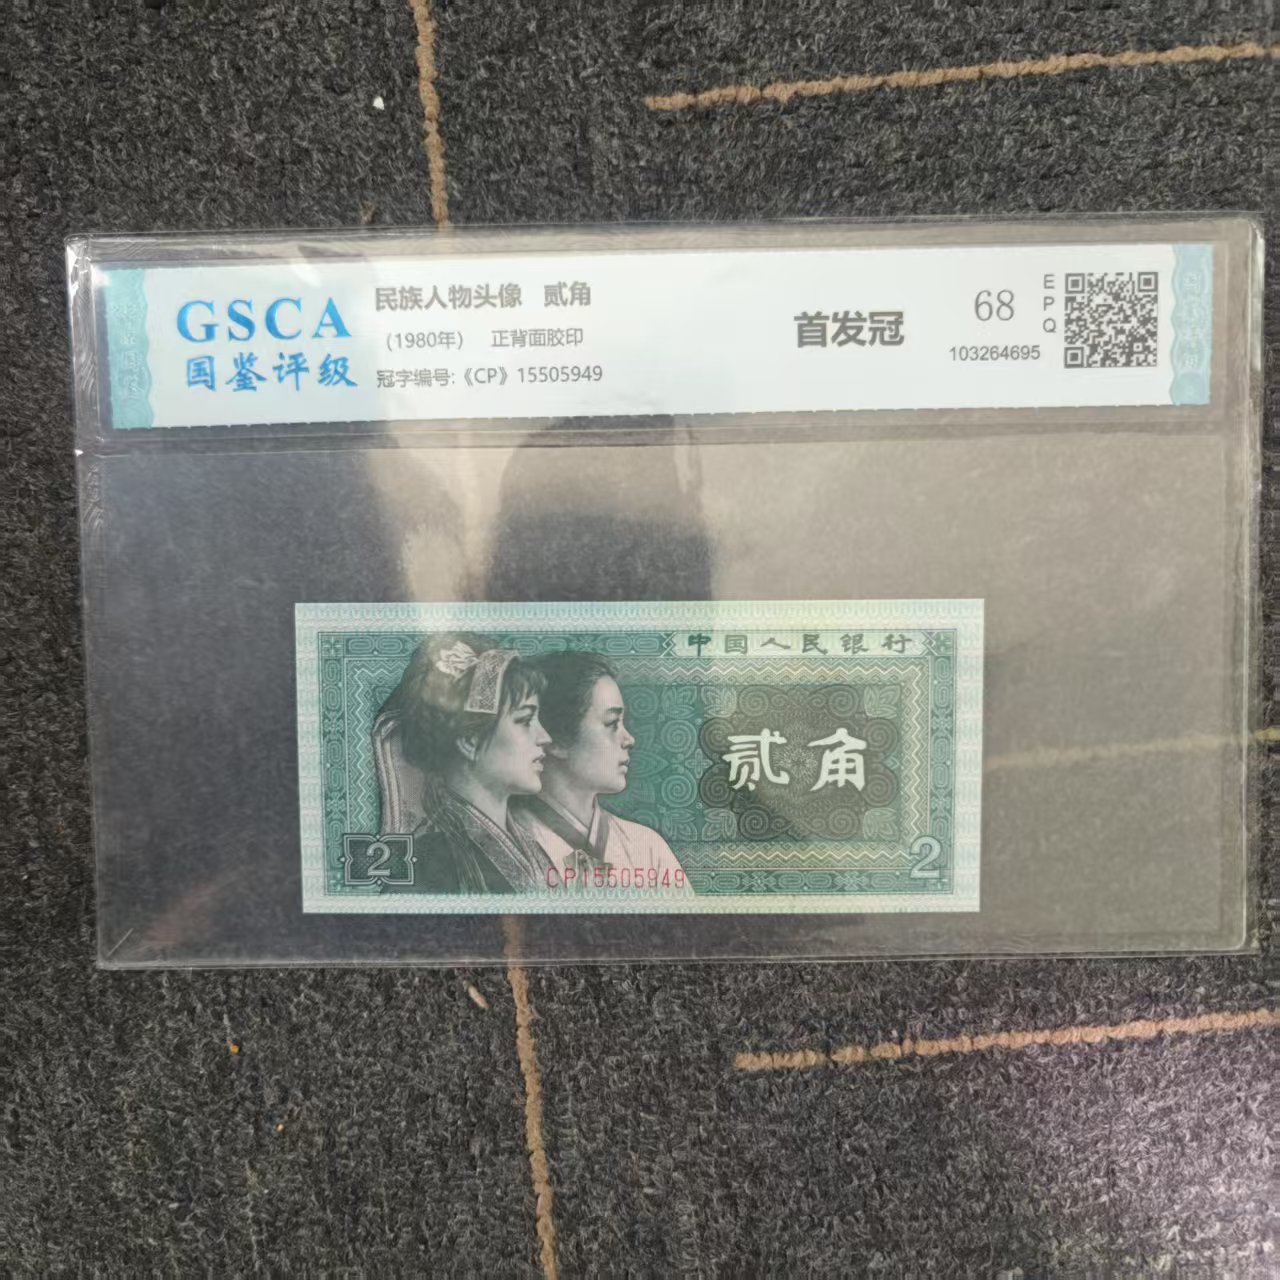 GSCA
国鉴评级
民族人物头像 贰角
(1980年) 正背面胶印
冠字编号:《CP》15505949
首发冠
68
EPQ
103264695
中国人民银行
贰角
2
2
CP15505949